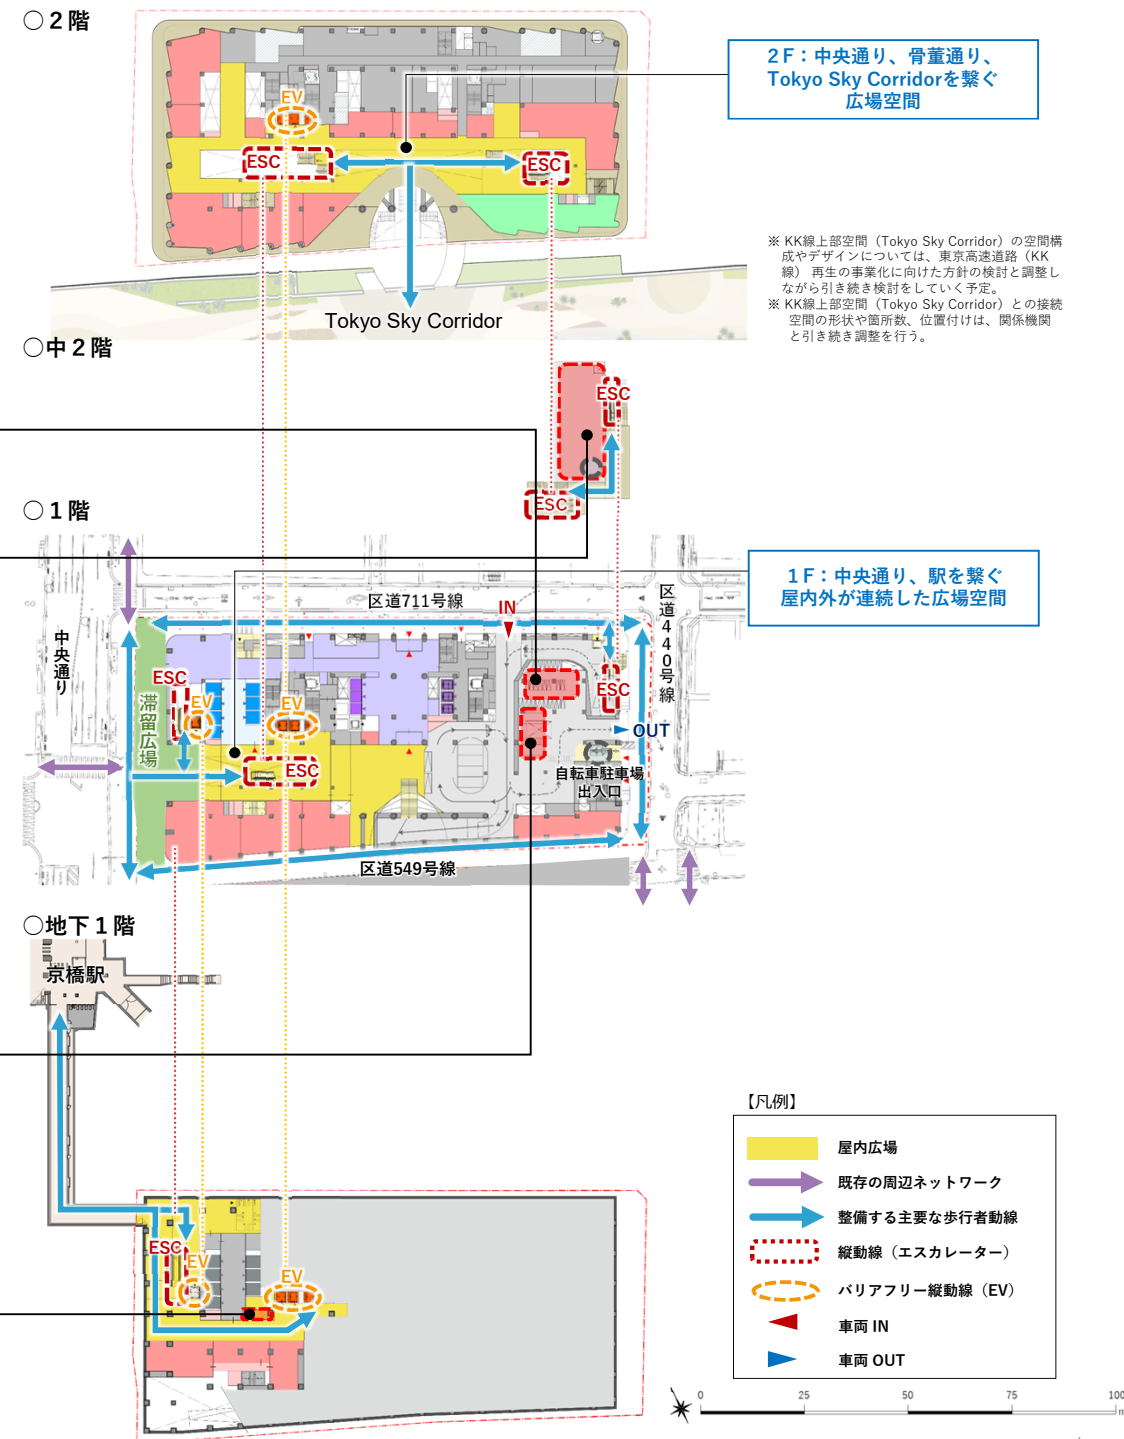 ○２階
EV
ESC
ESC
2F：中央通り、骨董通り、
Tokyo Sky Corridorを繋ぐ
広場空間
Tokyo Sky Corridor
※ KK線上部空間（Tokyo Sky Corridor）の空間構
成やデザインについては、東京高速道路（KK
線） 再生の事業化に向けた方針の検討と調整し
ながら引き続き検討をしていく予定。
※ KK線上部空間（Tokyo Sky Corridor）との接続
空間の形状や箇所数、位置付けは、関係機関
と引き続き調整を行う。
○中２階
ESC
ESC
○１階
1F：中央通り、駅を繋ぐ
屋内外が連続した広場空間
区道711号線
IN
区道440号線
中央通り
滞留広場
ESC
EV
EV
ESC
ESC
OUT
自転車駐車場
出入口
区道549号線
○地下１階
京橋駅
ESC
EV
EV
【凡例】
屋内広場
既存の周辺ネットワーク
整備する主要な歩行者動線
縦動線（エスカレーター）
バリアフリー縦動線（EV）
車両 IN
車両 OUT
0 25 50 75 100
m